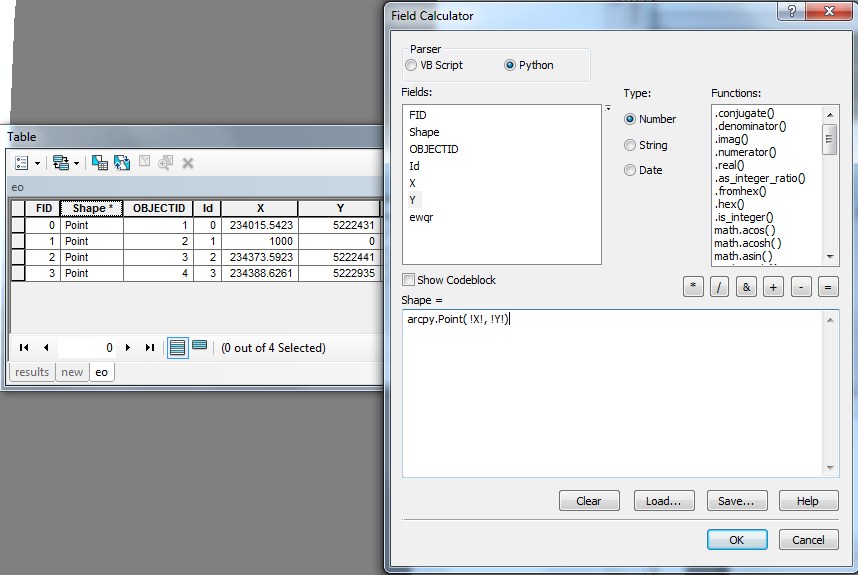 Table
eo
FID Shape * OBJECTID Id X Y
0 Point 1 0 234015.5423 5222431
1 Point 2 1 1000 0
2 Point 3 2 234373.5923 5222441
3 Point 4 3 234388.6261 5222935
0 (0 out of 4 Selected)
results new eo
Field Calculator
Parser
VB Script Python
Fields:
FID
Shape
OBJECTID
Id
X
Y
ewqr
Type:
Number
String
Date
Functions:
.conjugate()
.denominator()
.imag()
.numerator()
.real()
.as_integer_ratio()
.fromhex()
.hex()
.is_integer()
math.acos( )
math.acosh( )
math.asin( )
Show Codeblock
* / & + - =
Shape =
arcpy.Point( !X!, !Y!)
Clear Load... Save... Help
OK Cancel